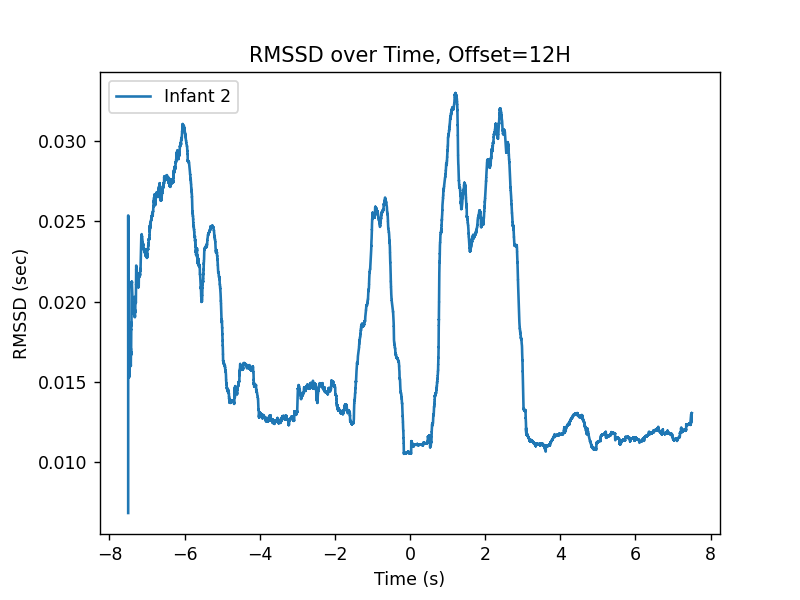 RMSSD over Time, Offset=12H
Infant 2
RMSSD (sec)
0.030
0.025
0.020
0.015
0.010
−8 −6 −4 −2 0 2 4 6 8
Time (s)